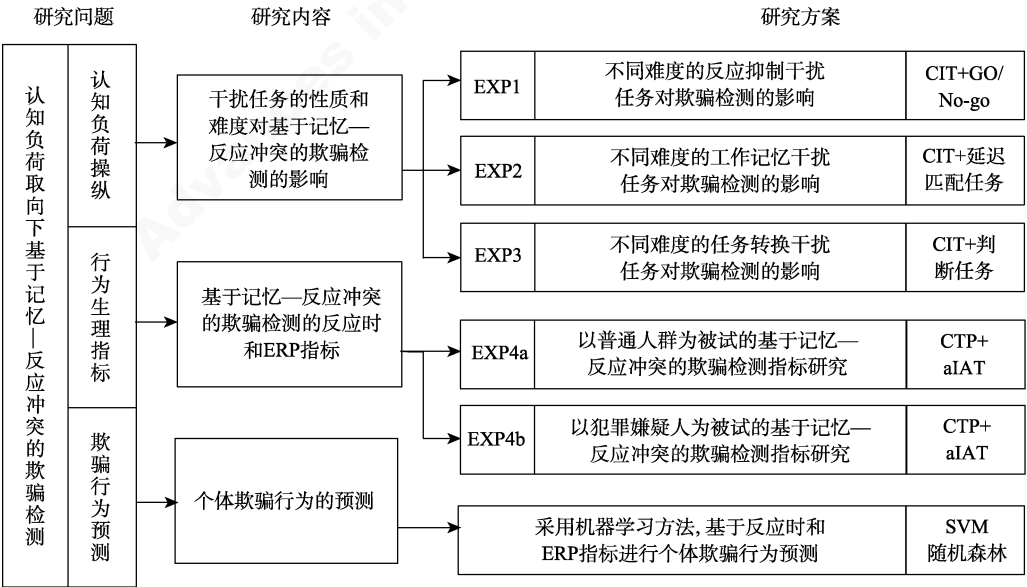 研究问题
研究内容
研究方案
认知负荷取向下基于记忆—反应冲突的欺骗检测
认知负荷操纵
干扰任务的性质和
难度对基于记忆—
反应冲突的欺骗检
测的影响
EXP1
不同难度的反应抑制干扰
任务对欺骗检测的影响
CIT+GO/
No-go
EXP2
不同难度的工作记忆干扰
任务对欺骗检测的影响
CIT+延迟
匹配任务
EXP3
不同难度的任务转换干扰
任务对欺骗检测的影响
CIT+判
断任务
行为生理指标
基于记忆—反应冲突
的欺骗检测的反应时
和ERP指标
EXP4a
以普通人群为被试的基于记忆—
反应冲突的欺骗检测指标研究
CTP+
aIAT
EXP4b
以犯罪嫌疑人为被试的基于记忆—
反应冲突的欺骗检测指标研究
CTP+
aIAT
欺骗行为预测
个体欺骗行为的预测
采用机器学习方法, 基于反应时和
ERP指标进行个体欺骗行为预测
SVM
随机森林